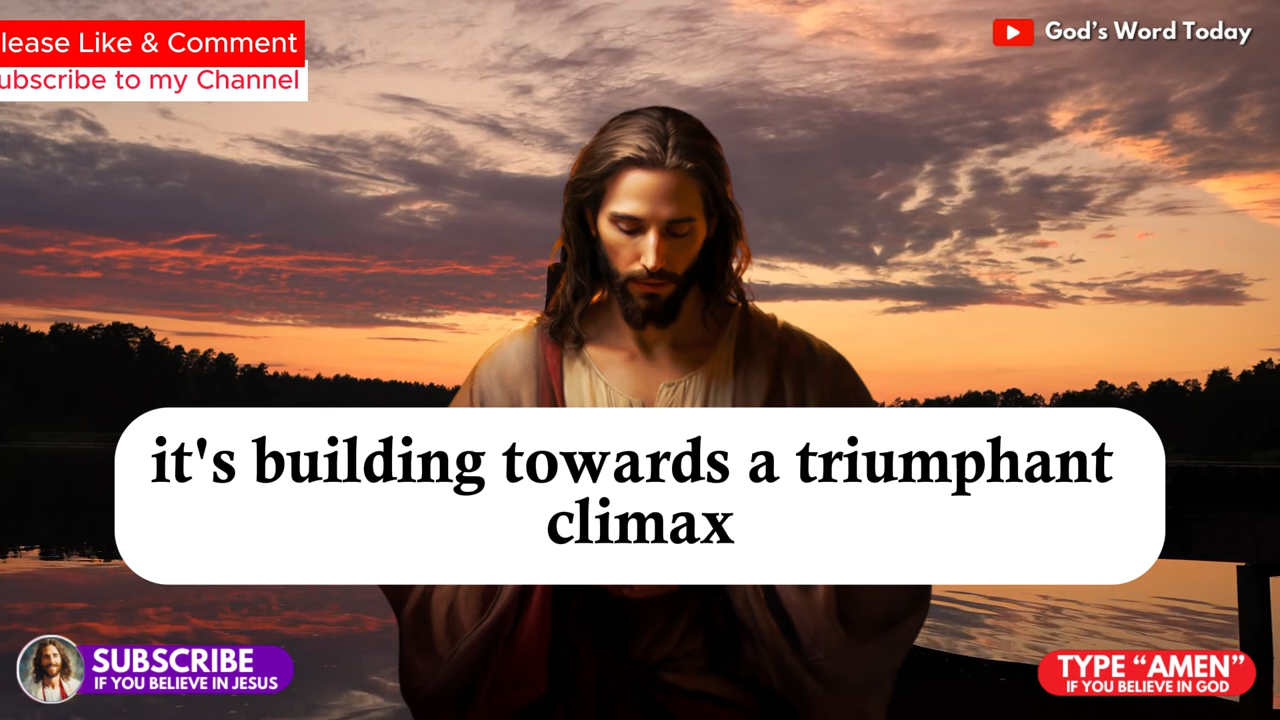 lease Like & Comment
ubscribe to my Channel
God's Word Today
it's building towards a triumphant
climax
SUBSCRIBE
IF YOU BELIEVE IN JESUS
TYPE “AMEN”
IF YOU BELIEVE IN GOD